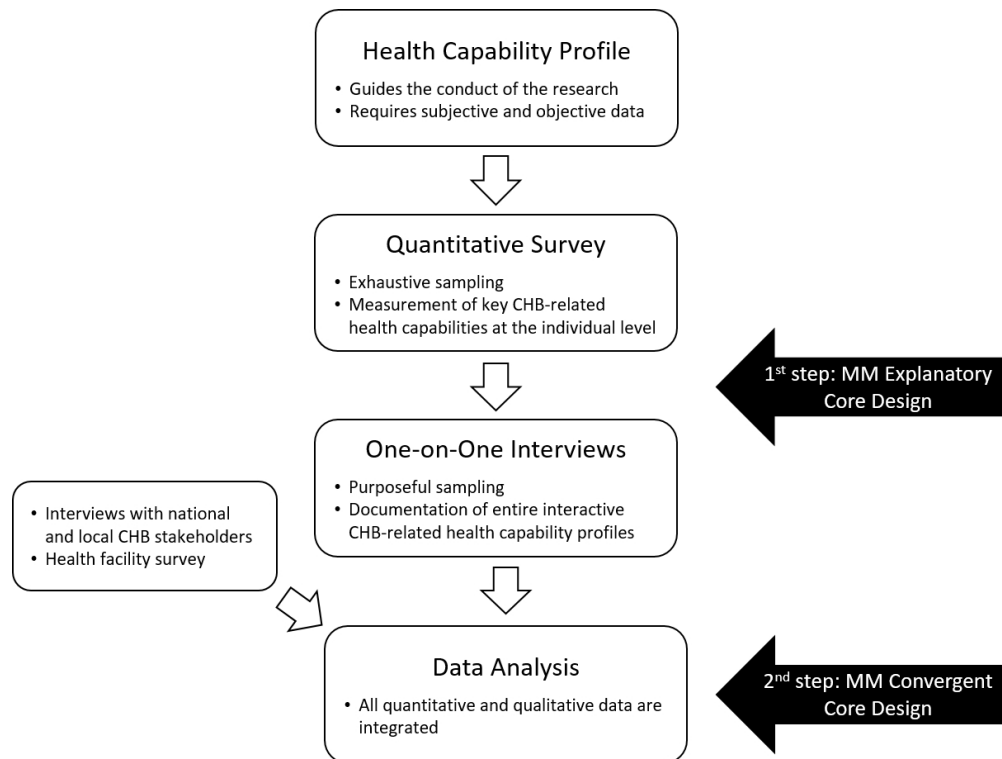 Health Capability Profile
• Guides the conduct of the research
• Requires subjective and objective data
Quantitative Survey
• Exhaustive sampling
• Measurement of key CHB-related
health capabilities at the individual level
1st step: MM Explanatory
Core Design
One-on-One Interviews
• Purposeful sampling
• Documentation of entire interactive
CHB-related health capability profiles
• Interviews with national
and local CHB stakeholders
• Health facility survey
Data Analysis
• All quantitative and qualitative data are
integrated
2nd step: MM Convergent
Core Design